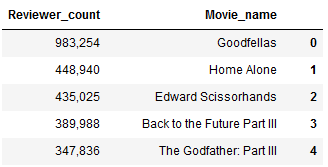 Reviewer_count Movie_name
983,254 Goodfellas 0
448,940 Home Alone 1
435,025 Edward Scissorhands 2
389,988 Back to the Future Part III 3
347,836 The Godfather: Part III 4